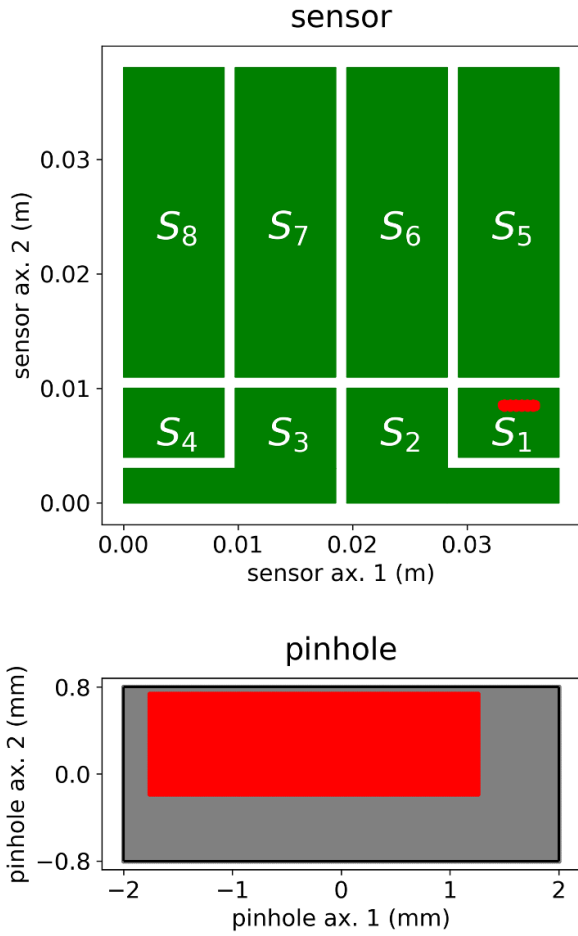 sensor
sensor ax. 2 (m)
0.03
0.02
0.01
0.00
S8 S7 S6 S5
S4 S3 S2 S1
0.00 0.01 0.02 0.03
sensor ax. 1 (m)
pinhole
pinhole ax. 2 (mm)
0.8
0.0
−0.8
−2 −1 0 1 2
pinhole ax. 1 (mm)